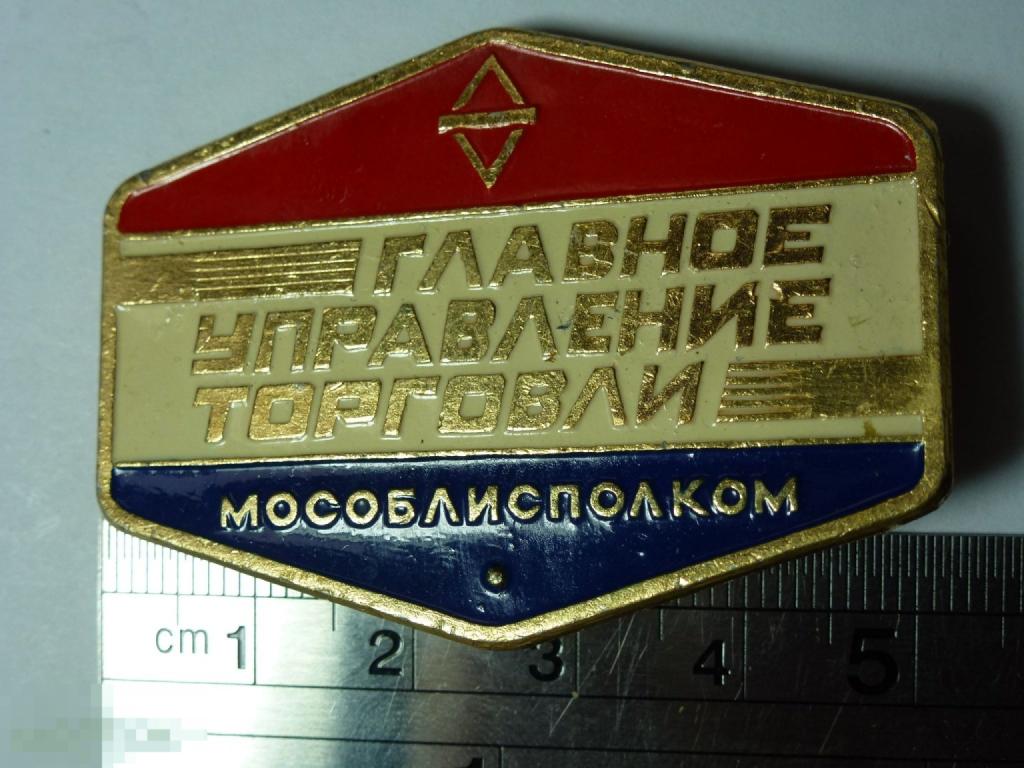 ГЛАВНОЕ
УПРАВЛЕНИЕ
ТОРГОВЛИ
МОСОБЛИСПОЛКОМ
cm 1 2 3 4 5